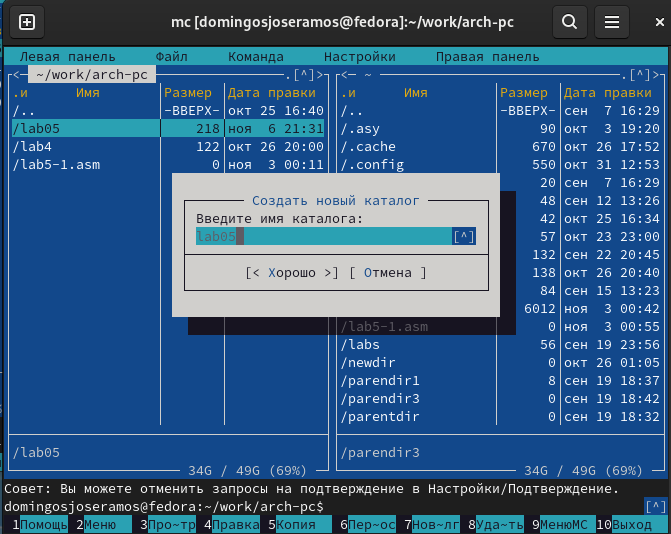 mc [domingosjoseramos@fedora]:~/work/arch-pc
Левая панель Файл Команда Настройки Правая панель
<─ ~/work/arch-pc .[^]> <─ ~ .[^]>
.и Имя Размер Дата правки .и Имя Размер Дата правки
/.. -ВВЕРХ- окт 25 16:40 /.. -ВВЕРХ- сен 7 16:29
/lab05 218 ноя 6 21:31 /.asy 90 окт 3 19:20
/lab4 122 окт 26 20:00 /.cache 670 окт 26 17:52
/lab5-1.asm 0 ноя 3 00:11 /.config 550 окт 31 12:53
20 сен 7 16:29
Создать новый каталог 48 сен 12 13:26
Введите имя каталога: 42 окт 25 16:34
lab05 [^] 57 окт 23 23:00
132 сен 22 20:45
[< Хорошо >] [ Отмена ] 138 окт 26 20:40
84 сен 15 13:23
6012 ноя 3 00:42
/lab5-1.asm 0 ноя 3 00:55
/labs 56 сен 19 23:56
/newdir 0 окт 26 01:05
/parendir1 8 сен 19 18:37
/parendir3 0 сен 19 18:42
/parentdir 0 сен 19 18:32
/lab05 /parendir3
34G / 49G (69%) 34G / 49G (69%)
Совет: Вы можете отменить запросы на подтверждение в Настройки/Подтверждение.
domingosjoseramos@fedora:~/work/arch-pc$ [^]
1Помощь 2Меню 3Про~тр 4Правка 5Копия 6Пер~ос 7Нов~лг 8Уда~ть 9МенюMC 10Выход